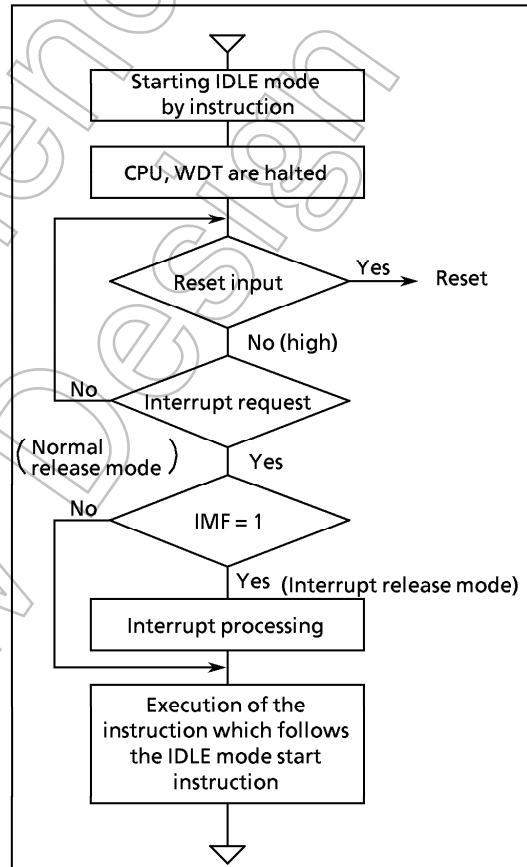 Starting IDLE mode
by instruction
CPU, WDT are halted
Reset input
Yes
Reset
No (high)
No
Interrupt request
(Normal
release mode)
Yes
No
IMF = 1
Yes (Interrupt release mode)
Interrupt processing
Execution of the
instruction which follows
the IDLE mode start
instruction
Design